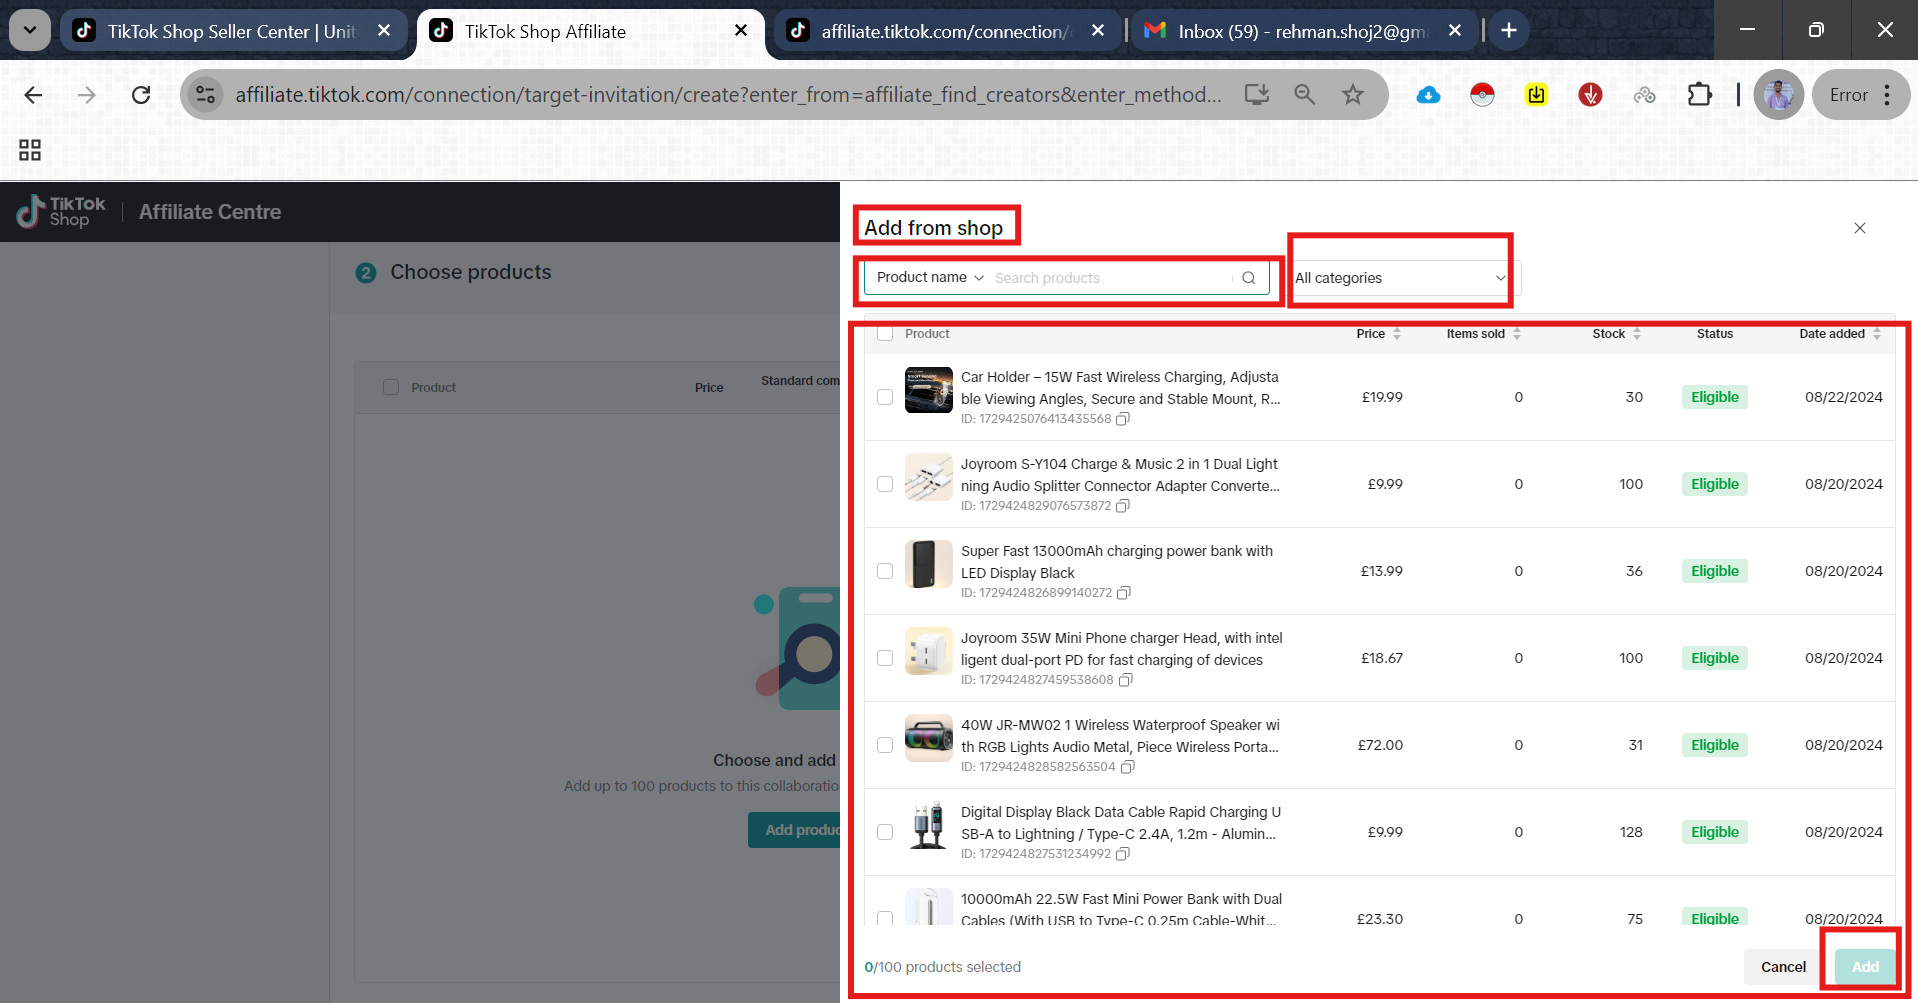 TikTok Shop Seller Center | Unit
TikTok Shop Affiliate
affiliate.tiktok.com/connection/
Inbox (59) - rehman.shoj2@gm
affiliate.tiktok.com/connection/target-invitation/create?enter_from=affiliate_find_creators&enter_method...
Error
TikTok
Shop
Affiliate Centre
2 Choose products
Product Price Standard com
Choose and add
Add up to 100 products to this collaboratio
Add produc
Add from shop
Product name Search products All categories
Product Price Items sold Stock Status Date added
Car Holder – 15W Fast Wireless Charging, Adjusta
ble Viewing Angles, Secure and Stable Mount, R...
ID: 1729425076413435568
£19.99 0 30 Eligible 08/22/2024
Joyroom S-Y104 Charge & Music 2 in 1 Dual Light
ning Audio Splitter Connector Adapter Converte...
ID: 1729424829076573872
£9.99 0 100 Eligible 08/20/2024
Super Fast 13000mAh charging power bank with
LED Display Black
ID: 1729424826899140272
£13.99 0 36 Eligible 08/20/2024
Joyroom 35W Mini Phone charger Head, with intel
ligent dual-port PD for fast charging of devices
ID: 1729424827459538608
£18.67 0 100 Eligible 08/20/2024
40W JR-MW02 1 Wireless Waterproof Speaker wi
th RGB Lights Audio Metal, Piece Wireless Porta...
ID: 1729424828582563504
£72.00 0 31 Eligible 08/20/2024
Digital Display Black Data Cable Rapid Charging U
SB-A to Lightning / Type-C 2.4A, 1.2m - Alumin...
ID: 1729424827531234992
£9.99 0 128 Eligible 08/20/2024
10000mAh 22.5W Fast Mini Power Bank with Dual
Cables (With USB to Type-C 0.25m Cable-Whit...
£23.30 0 75 Eligible 08/20/2024
0/100 products selected
Cancel Add